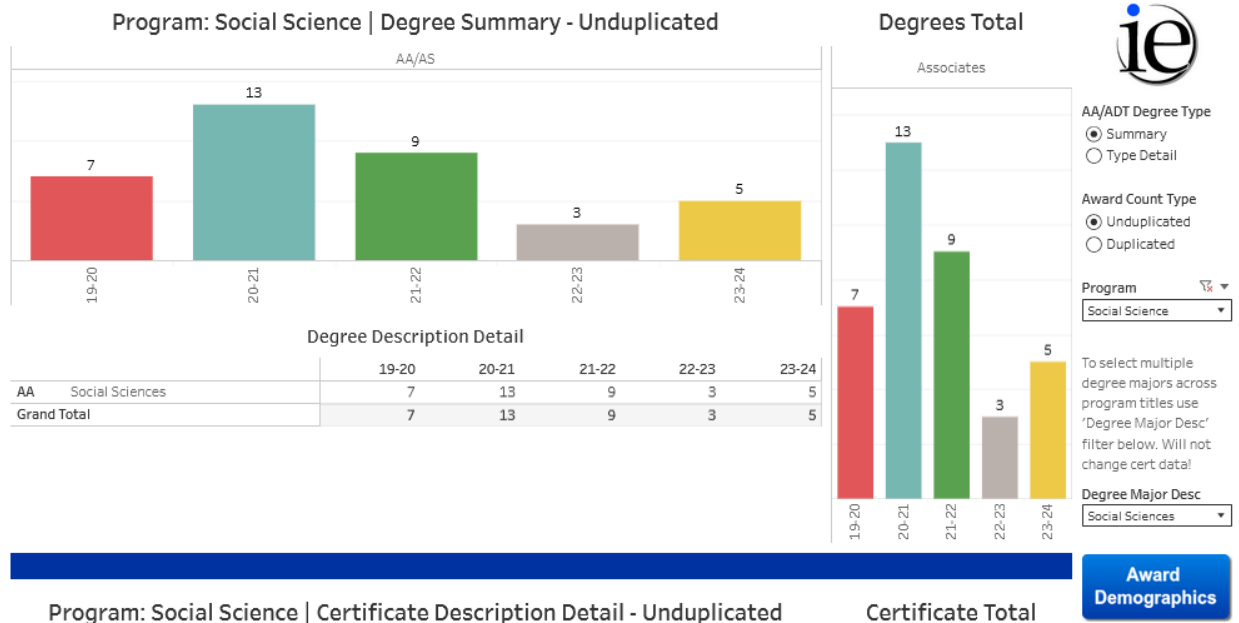 Program: Social Science | Degree Summary - Unduplicated
AA/AS
7
13
9
3
5
19-20
20-21
21-22
22-23
23-24
Degree Description Detail
19-20 20-21 21-22 22-23 23-24
AA Social Sciences 7 13 9 3 5
Grand Total 7 13 9 3 5
Degrees Total
Associates
7
13
9
3
5
19-20
20-21
21-22
22-23
23-24
ie
AA/ADT Degree Type
Summary
Type Detail
Award Count Type
Unduplicated
Duplicated
Program
Social Science
To select multiple
degree majors across
program titles use
'Degree Major Desc'
filter below. Will not
change cert data!
Degree Major Desc
Social Sciences
Award
Demographics
Program: Social Science | Certificate Description Detail - Unduplicated
Certificate Total